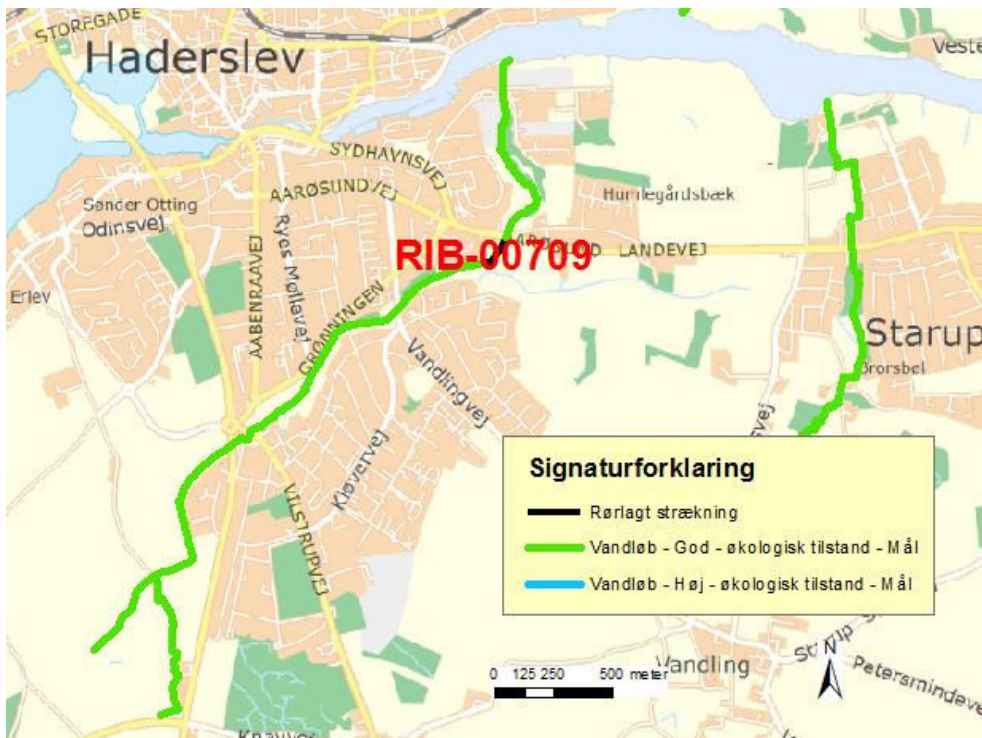 STOREGADE
Haderslev
Veste
SYDHAVNSVEJ
AARØSUNDVEJ
Humlegårdsbæk
Sønder Otting
Odinsvej
Ryes Møllevej
AABENRAAVEJ
RIB-00709
LANDEVEJ
Erlev
GRØNNINGEN
Starup
Brorsbøl
Vandlingvej
Kløvervej
VILSTRUPVEJ
Signaturforklaring
Rørlagt strækning
Vandløb - God - økologisk tilstand - Mål
Vandløb - Høj - økologisk tilstand - Mål
N
0 125 250 500 meter
Vandling
Petersmindeve